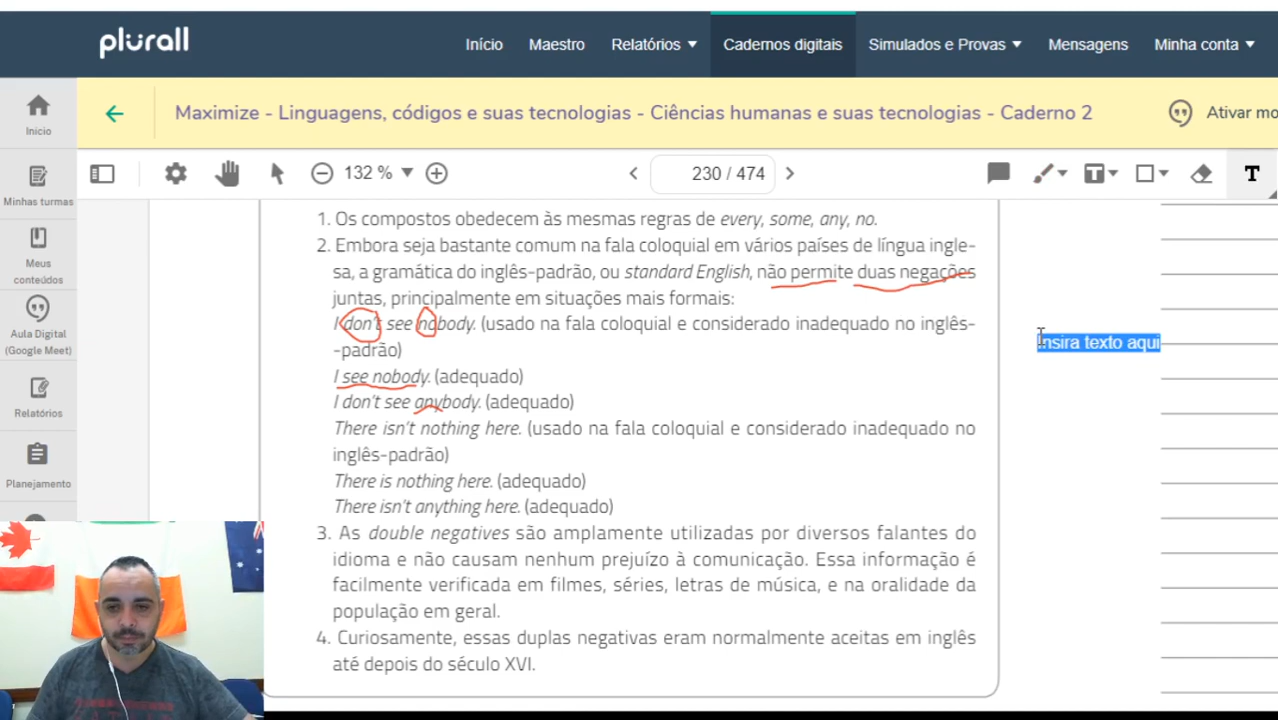 plurall
Início
Maestro
Relatórios
Cadernos digitais
Simulados e Provas
Mensagens
Minha conta
Inicio
Minhas turmas
Meus
conteúdos
Aula Digital
(Google Meet)
Relatórios
Planejamento
Maximize - Linguagens, códigos e suas tecnologias - Ciências humanas e suas tecnologias - Caderno 2
Ativar mo
132 %
230 / 474
T
T
1. Os compostos obedecem às mesmas regras de every, some, any, no.
2. Embora seja bastante comum na fala coloquial em vários países de língua ingle-
sa, a gramática do inglês-padrão, ou standard English, não permite duas negações
juntas, principalmente em situações mais formais:
I don't see nobody. (usado na fala coloquial e considerado inadequado no inglês-
-padrão)
I see nobody. (adequado)
I don't see anybody. (adequado)
There isn't nothing here. (usado na fala coloquial e considerado inadequado no
inglês-padrão)
There is nothing here. (adequado)
There isn't anything here. (adequado)
3. As double negatives são amplamente utilizadas por diversos falantes do
idioma e não causam nenhum prejuízo à comunicação. Essa informação é
facilmente verificada em filmes, séries, letras de música, e na oralidade da
população em geral.
4. Curiosamente, essas duplas negativas eram normalmente aceitas em inglês
até depois do século XVI.
Insira texto aqui